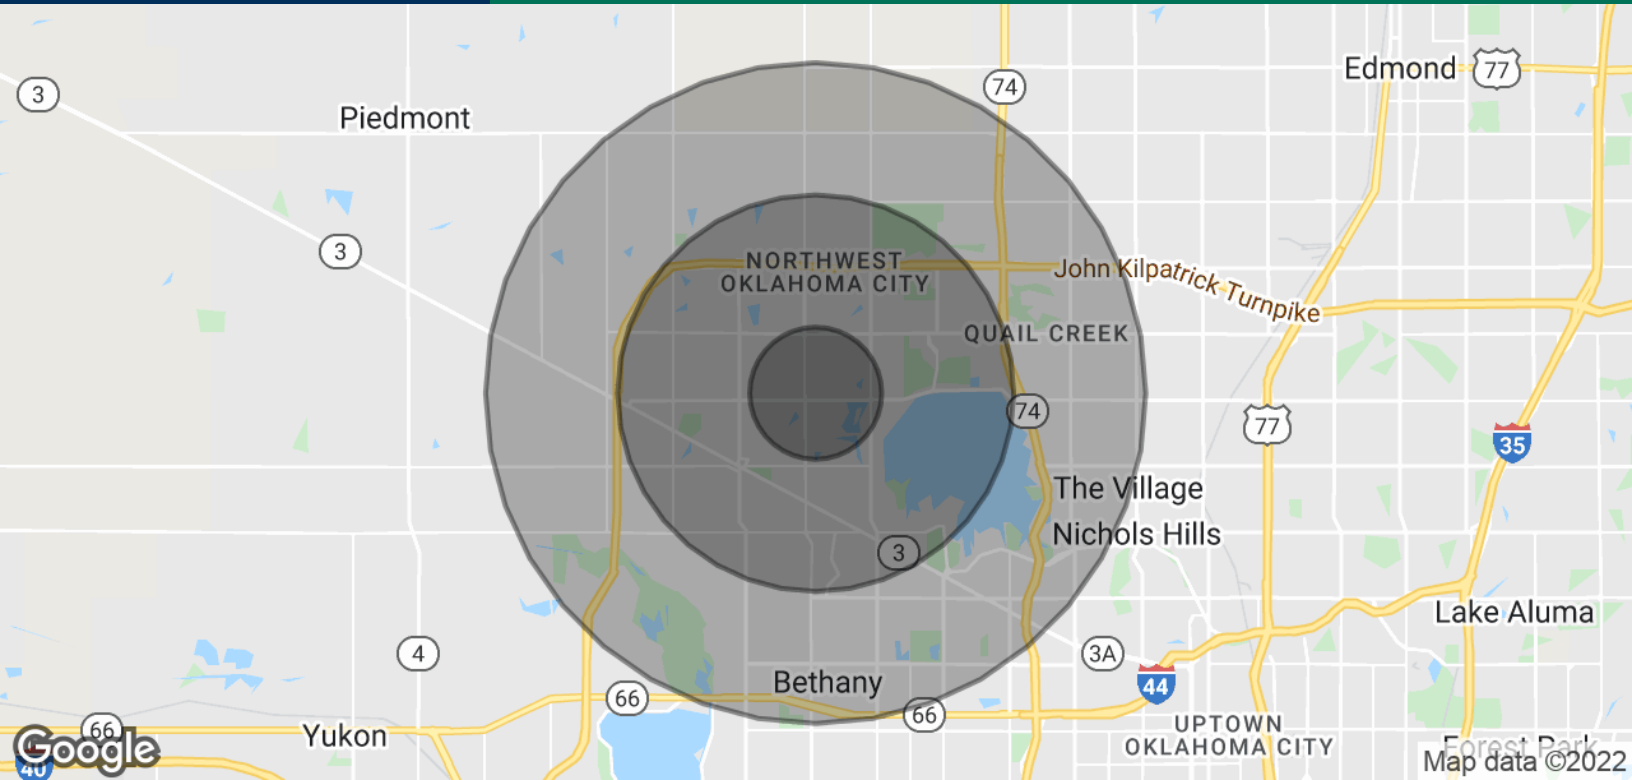 Edmond
77
74
3
Piedmont
3
NORTHWEST
OKLAHOMA CITY
John Kilpatrick Turnpike
QUAIL CREEK
74
77
35
The Village
Nichols Hills
3
Lake Aluma
4
3A
44
Bethany
66
66
UPTOWN
OKLAHOMA CITY
66
Yukon
Forest Park
Google
40
Map data ©2022